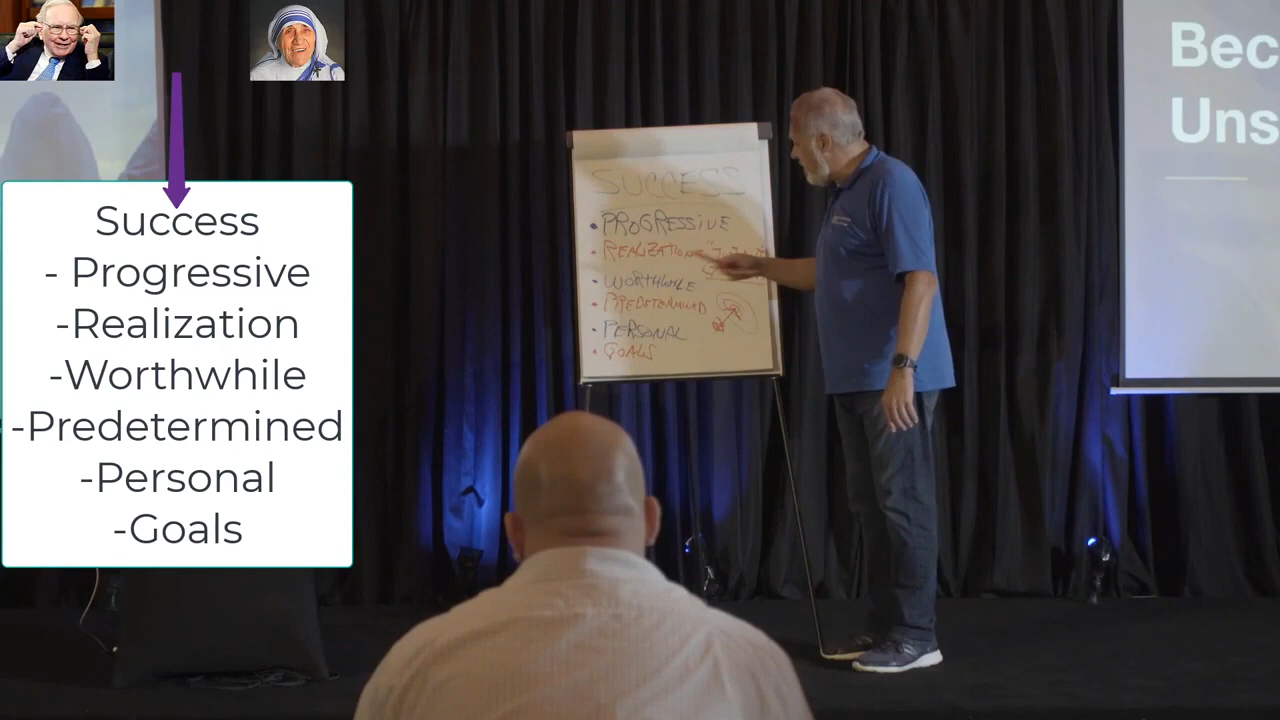 Success
- Progressive
-Realization
-Worthwhile
-Predetermined
-Personal
-Goals
SUCCESS
• PROGRESSIVE
• REALIZATION
• WORTHWHILE
• PREDETERMINED
• PERSONAL
• GOALS
Bec
Uns